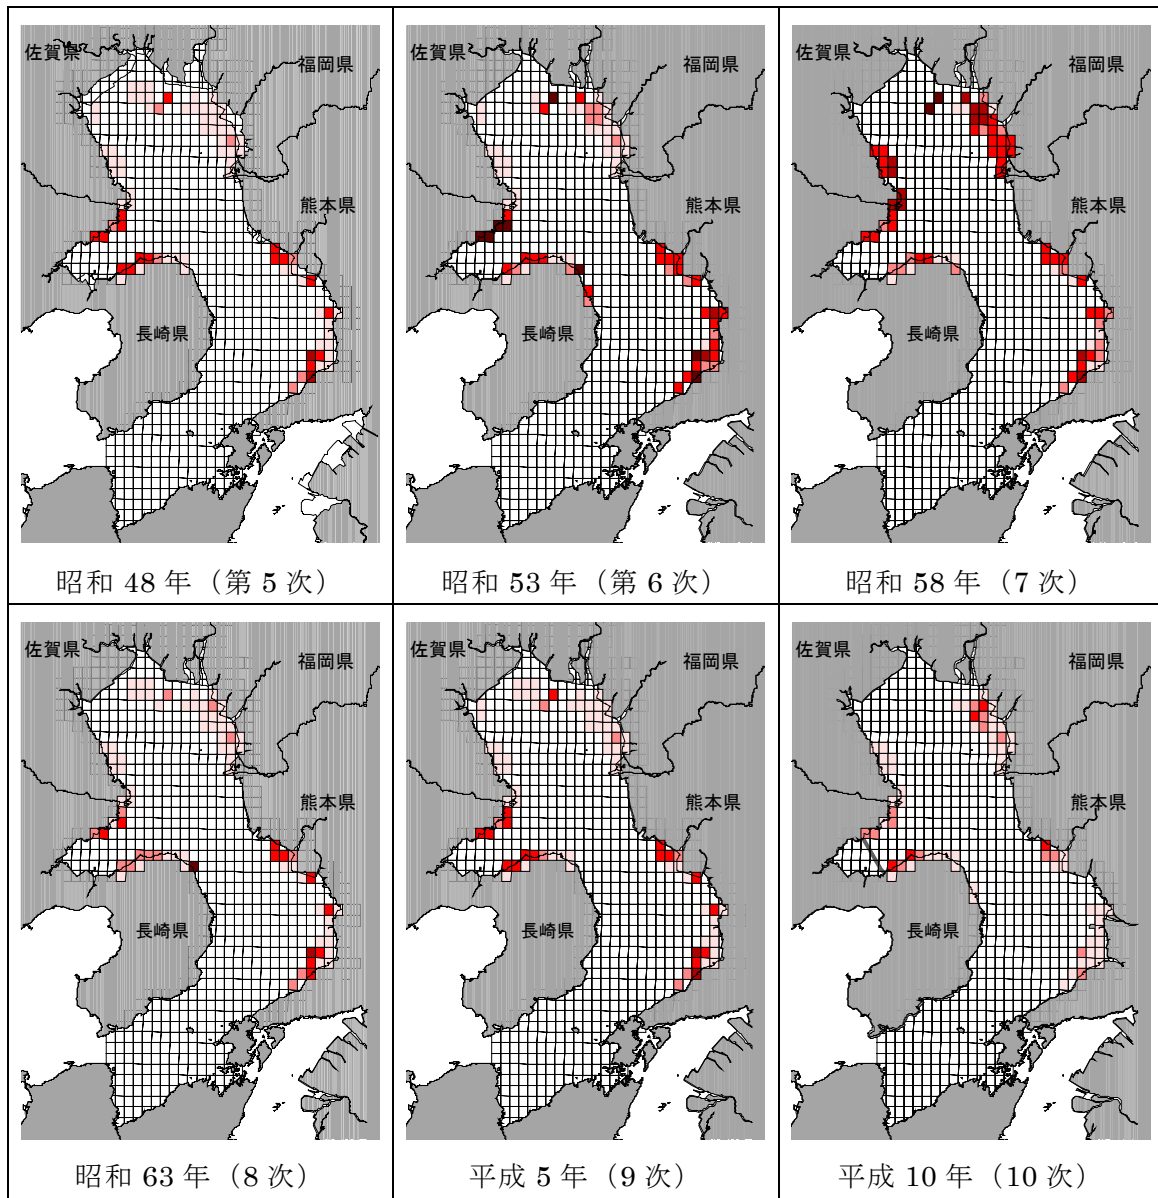 佐賀県
福岡県
熊本県
長崎県
昭和 48 年（第 5 次）
福岡県
佐賀県
熊本県
長崎県
昭和 53 年（第 6 次）
佐賀県
福岡県
熊本県
長崎県
昭和 58 年（7 次）
佐賀県
福岡県
熊本県
長崎県
昭和 63 年（8 次）
佐賀県
福岡県
熊本県
長崎県
平成 5 年（9 次）
佐賀県
福岡県
熊本県
長崎県
平成 10 年（10 次）